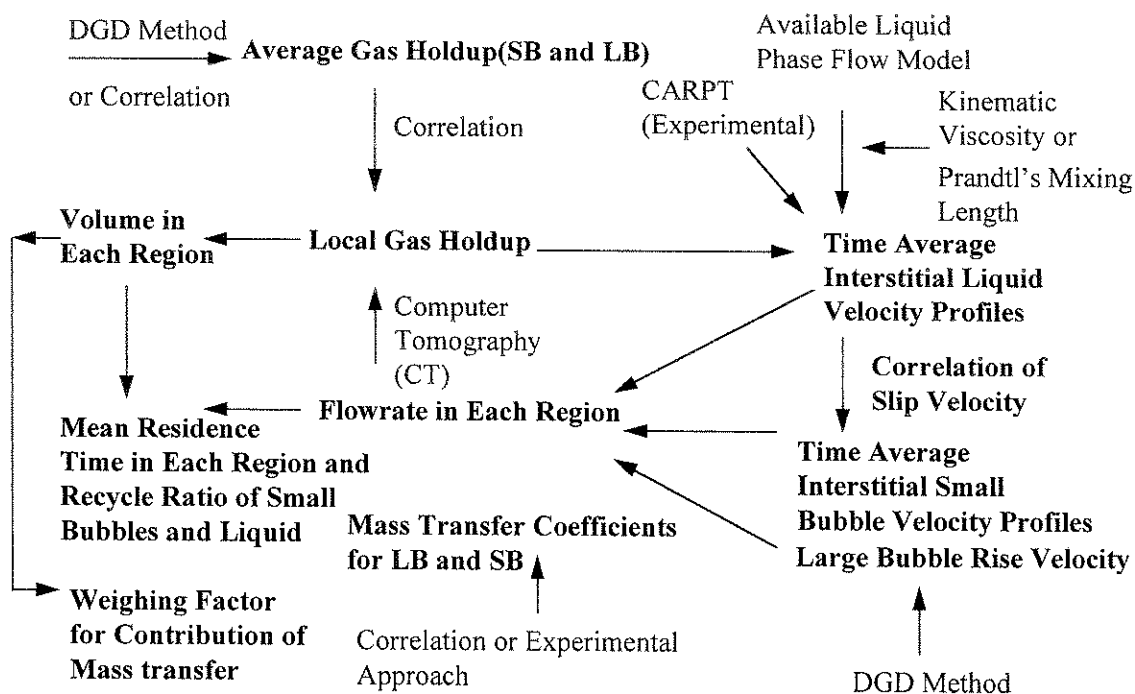 DGD Method
or Correlation
Average Gas Holdup(SB and LB)
Available Liquid
Phase Flow Model
CARPT
(Experimental)
Kinematic
Viscosity or
Prandtl's Mixing
Length
Correlation
Volume in
Each Region
Local Gas Holdup
Time Average
Interstitial Liquid
Velocity Profiles
Computer
Tomography
(CT)
Correlation of
Slip Velocity
Flowrate in Each Region
Mean Residence
Time in Each Region and
Recycle Ratio of Small
Bubbles and Liquid
Time Average
Interstitial Small
Bubble Velocity Profiles
Large Bubble Rise Velocity
Mass Transfer Coefficients
for LB and SB
Weighing Factor
for Contribution of
Mass transfer
Correlation or Experimental
Approach
DGD Method